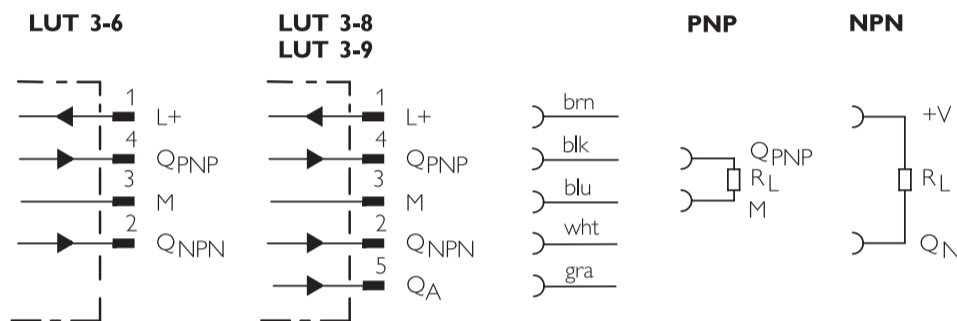 LUT 3-6
1
L+
4
QPNP
3
M
2
QNPN
LUT 3-8
LUT 3-9
1
L+
4
QPNP
3
M
2
QNPN
5
QA
brn
blk
blu
wht
gra
PNP
QPNP
RL
M
NPN
+V
RL
QN